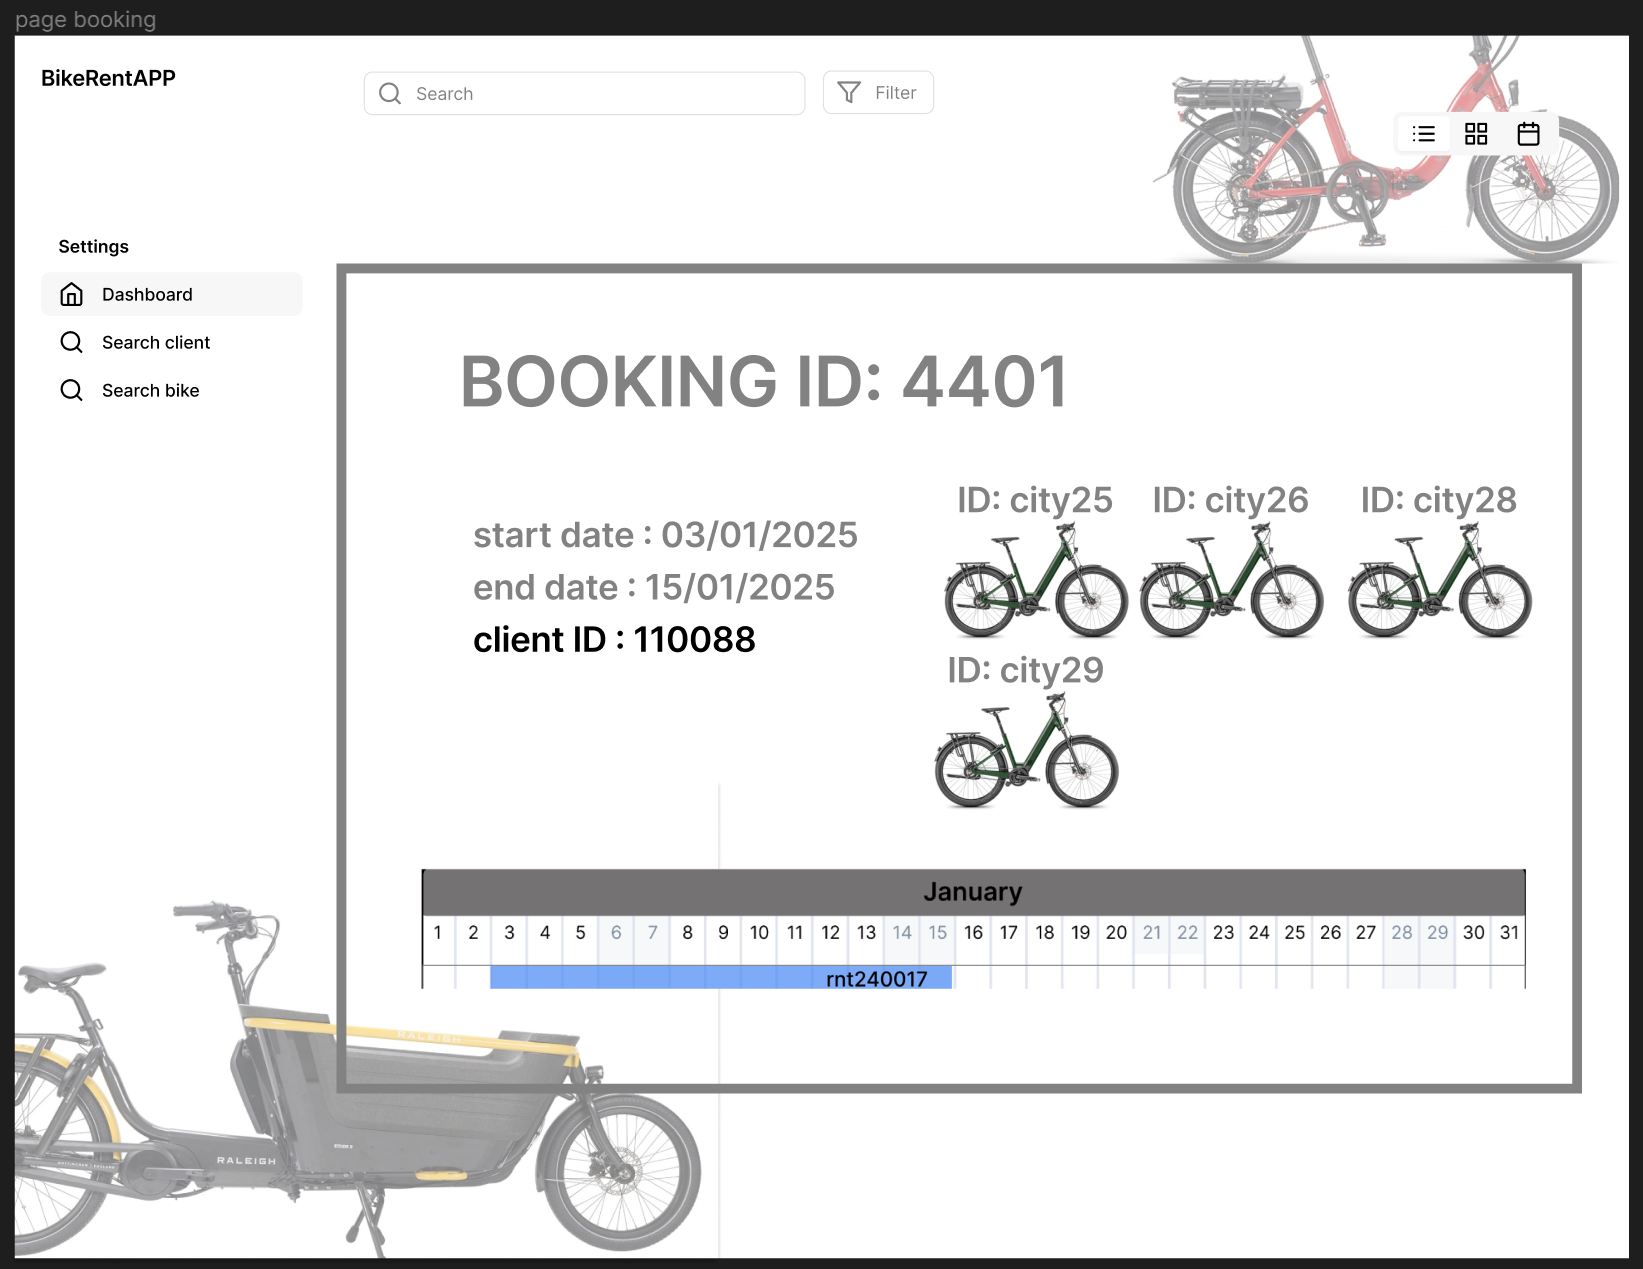 page booking
BikeRentAPP
Search
Filter
Settings
Dashboard
Search client
Search bike
BOOKING ID: 4401
start date : 03/01/2025
end date : 15/01/2025
client ID : 110088
ID: city25 ID: city26 ID: city28
ID: city29
January
1 2 3 4 5 6 7 8 9 10 11 12 13 14 15 16 17 18 19 20 21 22 23 24 25 26 27 28 29 30 31
rnt240017
RALEIGH
RALEIGH